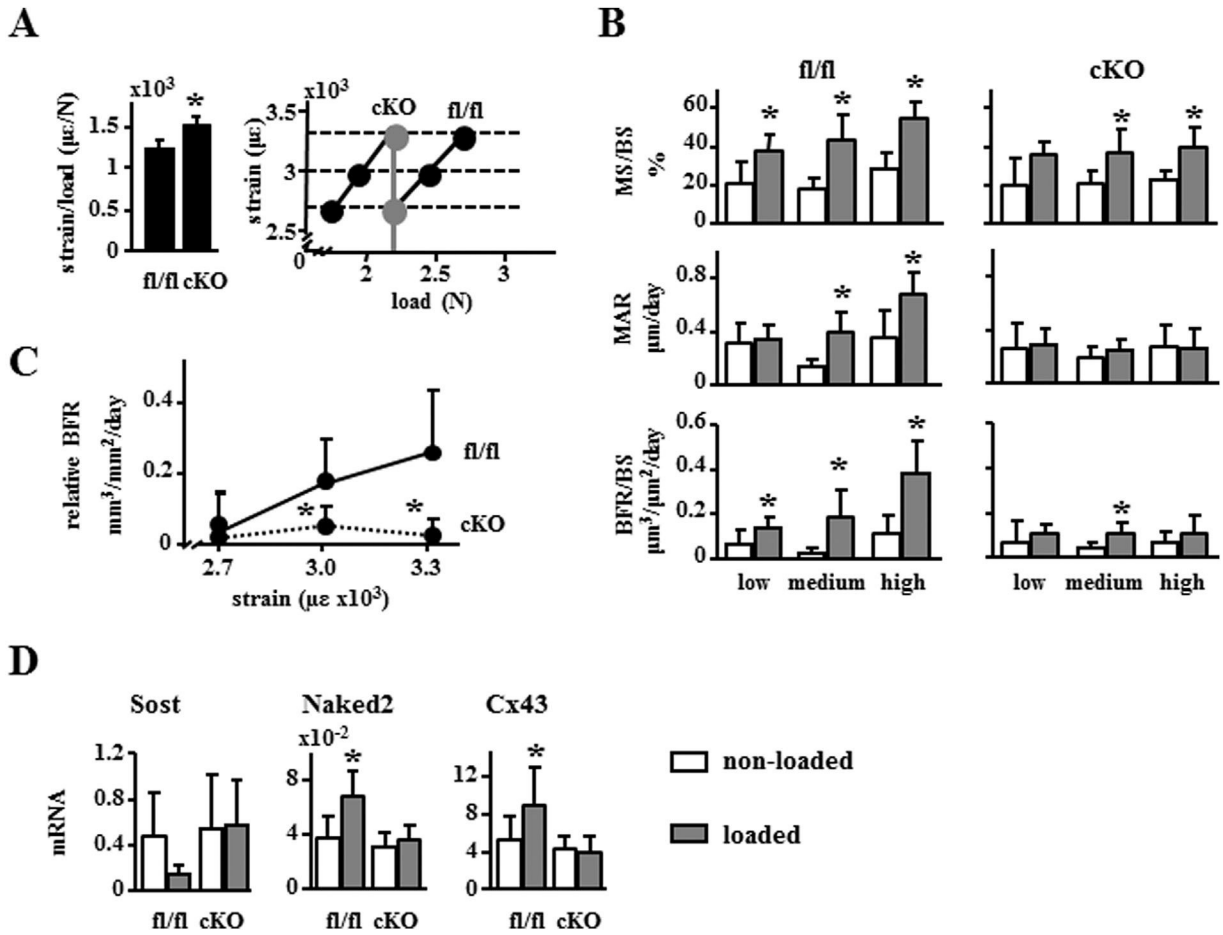 A
x10³
strain/load (με/N)
1.5
*
1
0.5
0
fl/fl cKO
x10³
strain (με)
3.5
3
2.5
0
cKO
fl/fl
2
2.5
3
load (N)
B
fl/fl
cKO
MS/BS
%
60
40
20
0
*
*
*
*
*
MAR
μm/day
0.8
0.4
0
*
*
BFR/BS
μm³/μm²/day
0.6
0.4
0.2
0
*
*
*
*
low medium high
low medium high
C
relative BFR
mm³/mm²/day
0.4
0.2
0
fl/fl
*
*
cKO
2.7
3.0
3.3
strain (με x10³)
D
Sost
Naked2
Cx43
mRNA
1.2
0.8
0.4
0
fl/fl cKO
x10⁻²
8
4
0
*
fl/fl cKO
12
8
4
0
*
fl/fl cKO
non-loaded
loaded